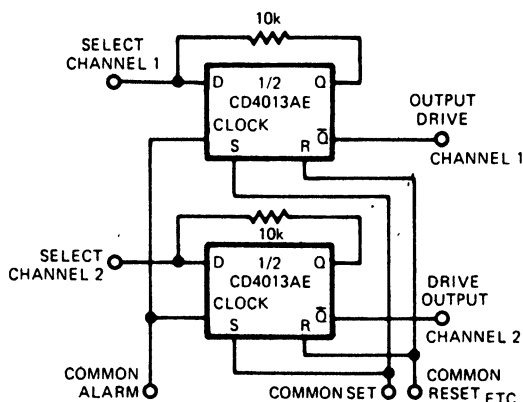 10k
SELECT
CHANNEL 1
D 1/2 Q
CD4013AE
CLOCK Q̅
S R
OUTPUT
DRIVE
CHANNEL 1
10k
SELECT
CHANNEL 2
D 1/2 Q
CD4013AE
CLOCK Q̅
S R
DRIVE
OUTPUT
CHANNEL 2
COMMON
ALARM
COMMON SET
COMMON
RESET ETC